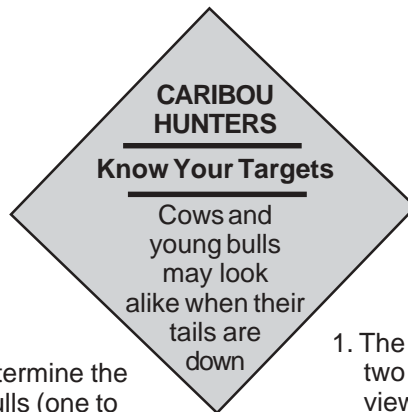 CARIBOU
HUNTERS
Know Your Targets
Cows and
young bulls
may look
alike when their
tails are
down
termine the
ulls (one to
1. The
two
view